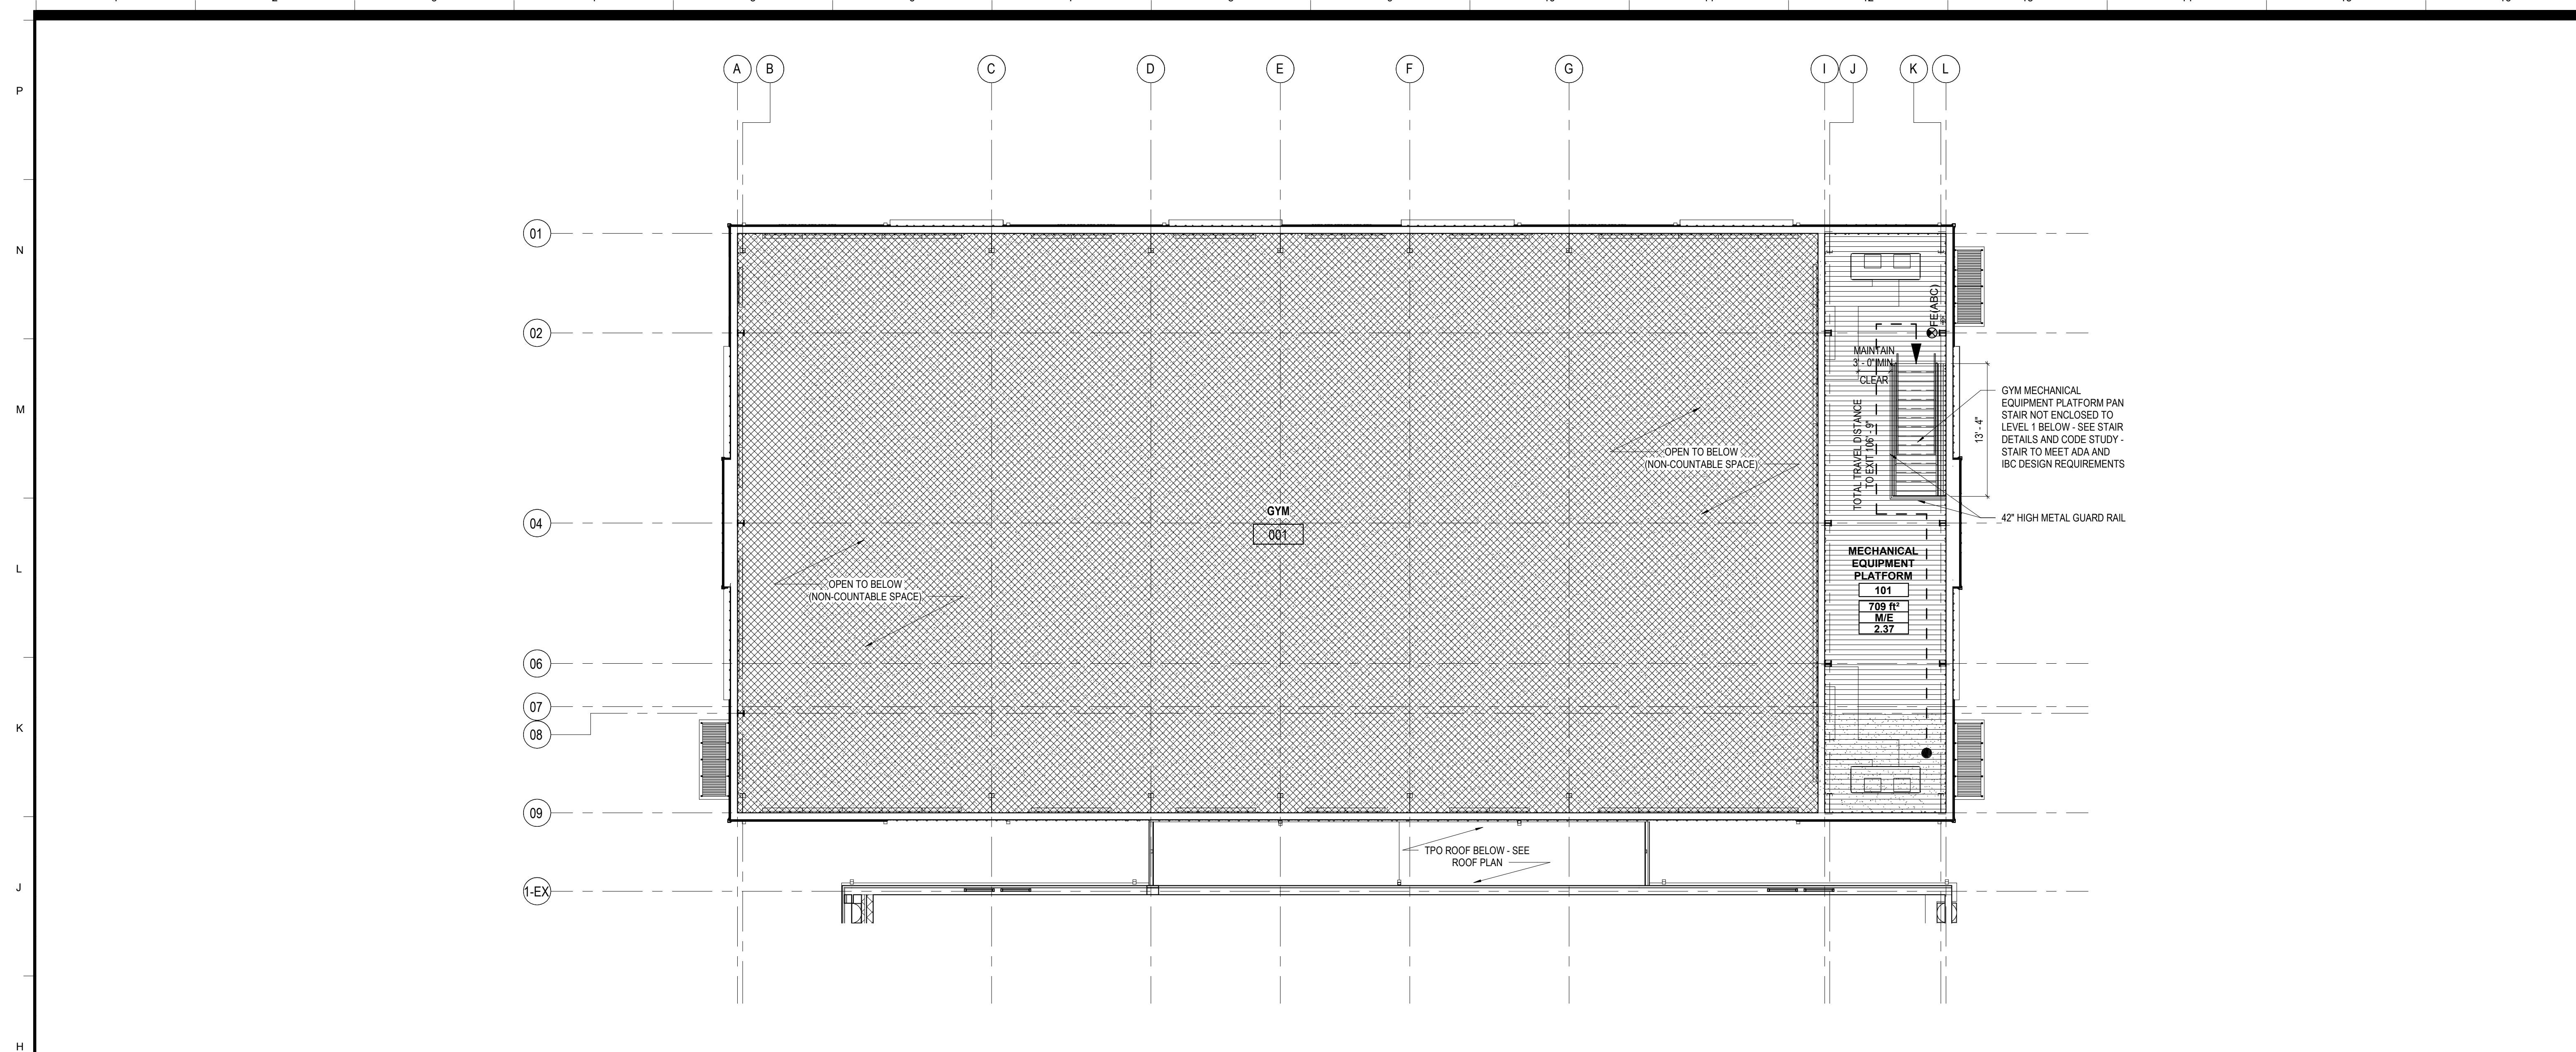 A B C D E F G I J K L
P
N
M
L
K
J
H
01
02
04
06
07
08
09
1-EX
FE(ABC)
MAINTAIN
3' - 0" MIN
CLEAR
TOTAL TRAVEL DISTANCE
TO EXIT 106' - 9"
13' - 4"
GYM MECHANICAL
EQUIPMENT PLATFORM PAN
STAIR NOT ENCLOSED TO
LEVEL 1 BELOW - SEE STAIR
DETAILS AND CODE STUDY -
STAIR TO MEET ADA AND
IBC DESIGN REQUIREMENTS
42" HIGH METAL GUARD RAIL
OPEN TO BELOW
(NON-COUNTABLE SPACE)
GYM
001
OPEN TO BELOW
(NON-COUNTABLE SPACE)
MECHANICAL
EQUIPMENT
PLATFORM
101
709 ft²
M/E
2.37
TPO ROOF BELOW - SEE
ROOF PLAN